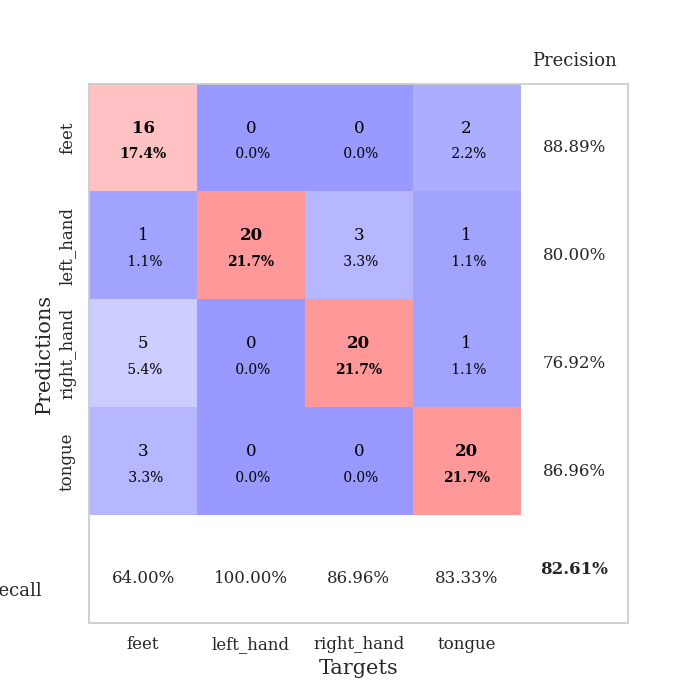 Precision
feet
16 0 0 2
17.4% 0.0% 0.0% 2.2%
88.89%
left_hand
1 20 3 1
1.1% 21.7% 3.3% 1.1%
80.00%
Predictions
right_hand
5 0 20 1
5.4% 0.0% 21.7% 1.1%
76.92%
tongue
3 0 0 20
3.3% 0.0% 0.0% 21.7%
86.96%
ecall
64.00% 100.00% 86.96% 83.33% 82.61%
feet left_hand right_hand tongue
Targets